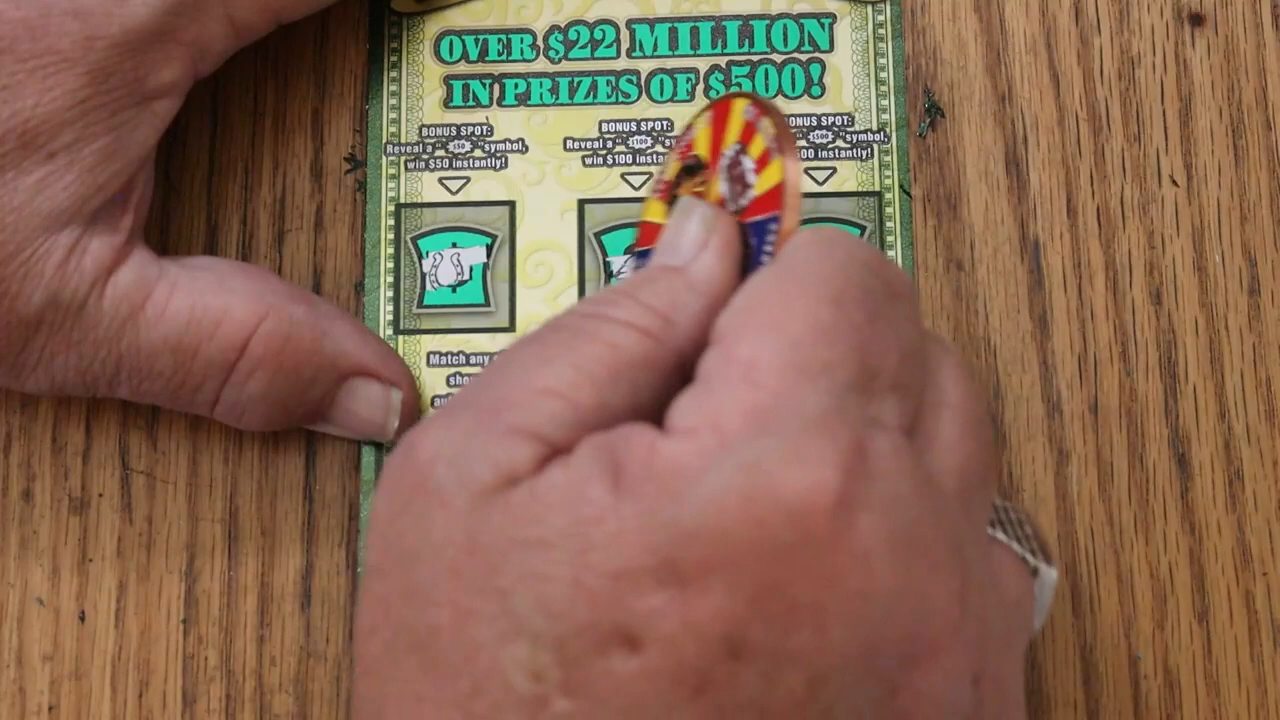 OVER $22 MILLION
IN PRIZES OF $500!
BONUS SPOT:
Reveal a "$50" symbol,
win $50 instantly!
BONUS SPOT:
Reveal a "$100"
win $100
BONUS SPOT:
"$500" symbol,
instantly!
Match any